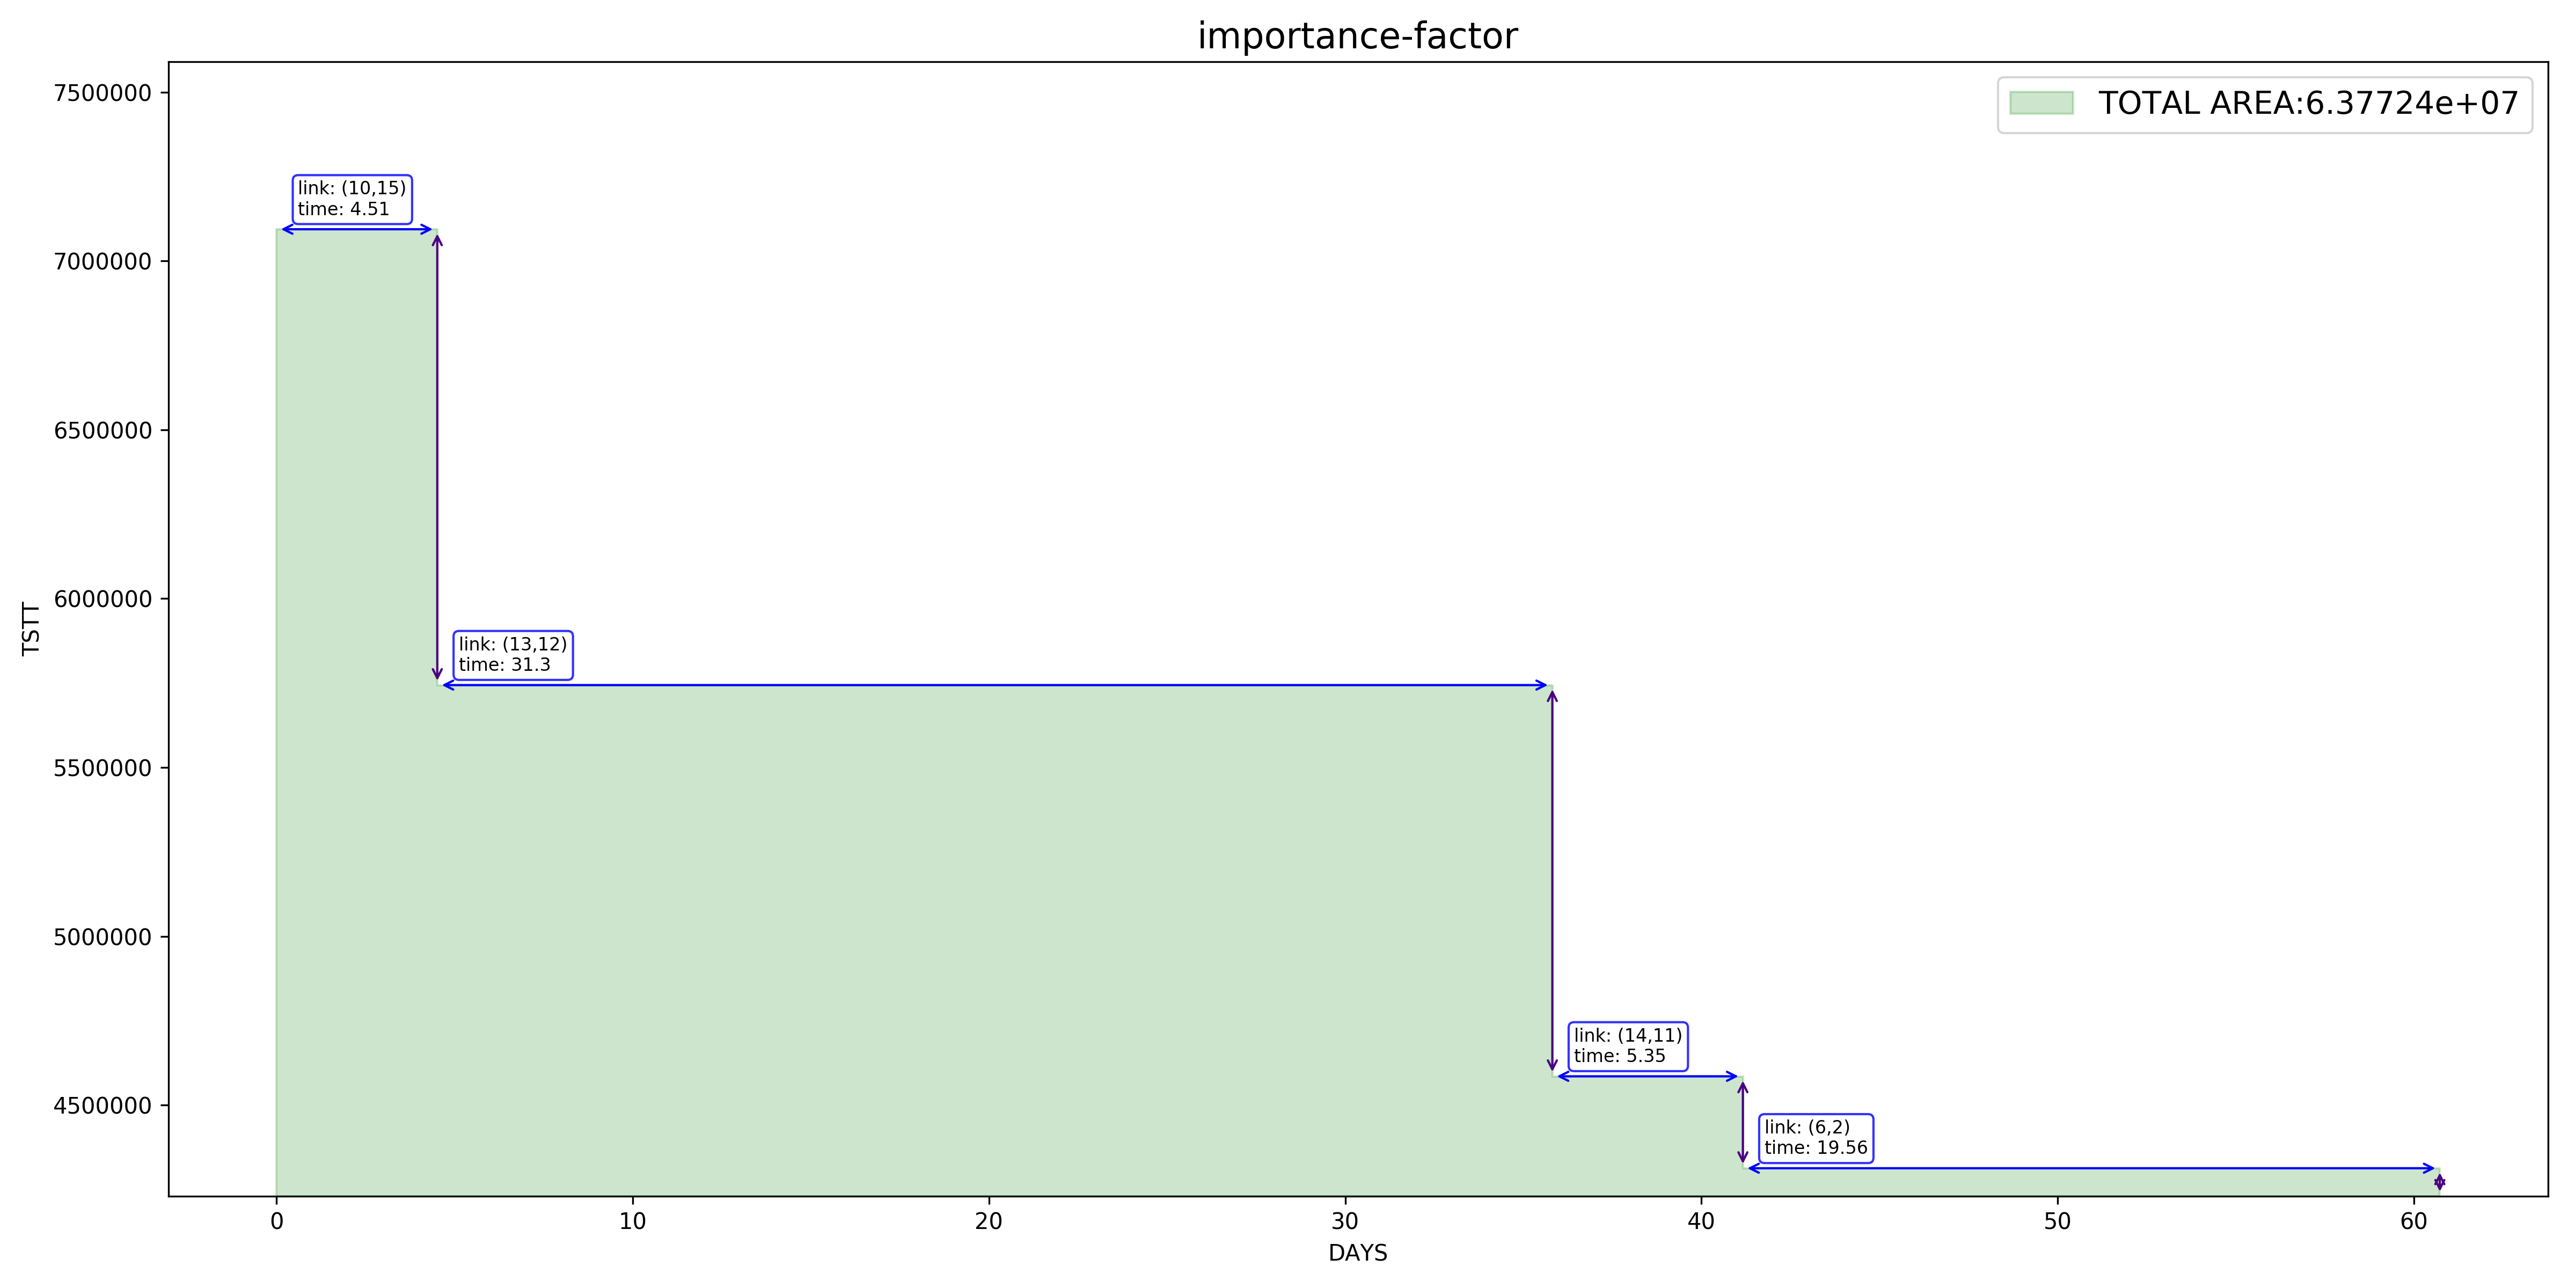 importance-factor
TOTAL AREA:6.37724e+07
7500000
7000000
6500000
6000000
5500000
5000000
4500000
TSTT
link: (10,15)
time: 4.51
link: (13,12)
time: 31.3
link: (14,11)
time: 5.35
link: (6,2)
time: 19.56
0
10
20
30
40
50
60
DAYS